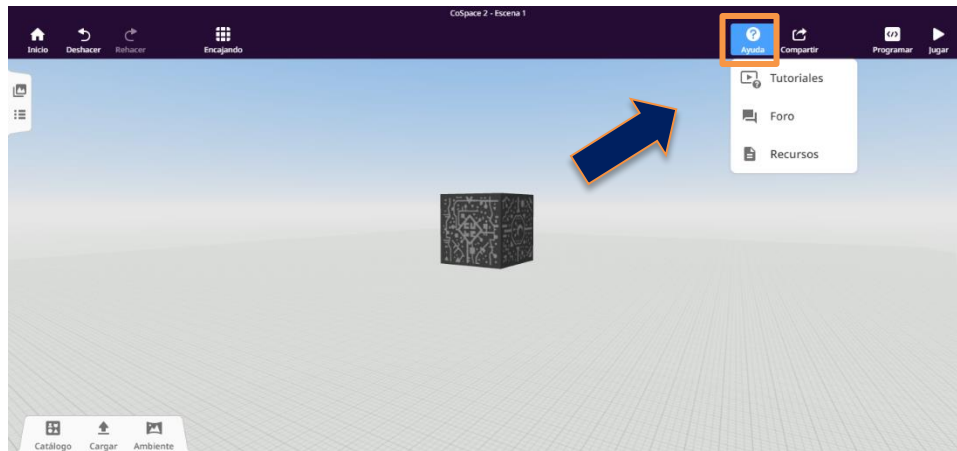 CoSpace 2 - Escena 1
Inicio Deshacer Rehacer Encajando Ayuda Compartir Programar Jugar
Tutoriales
Foro
Recursos
Catálogo Cargar Ambiente